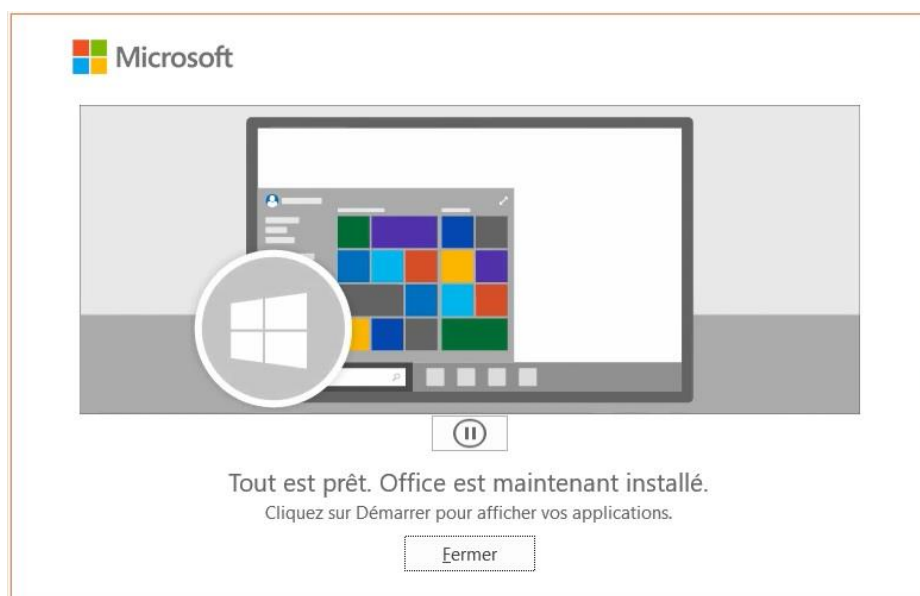 Microsoft
Tout est prêt. Office est maintenant installé.
Cliquez sur Démarrer pour afficher vos applications.
Fermer